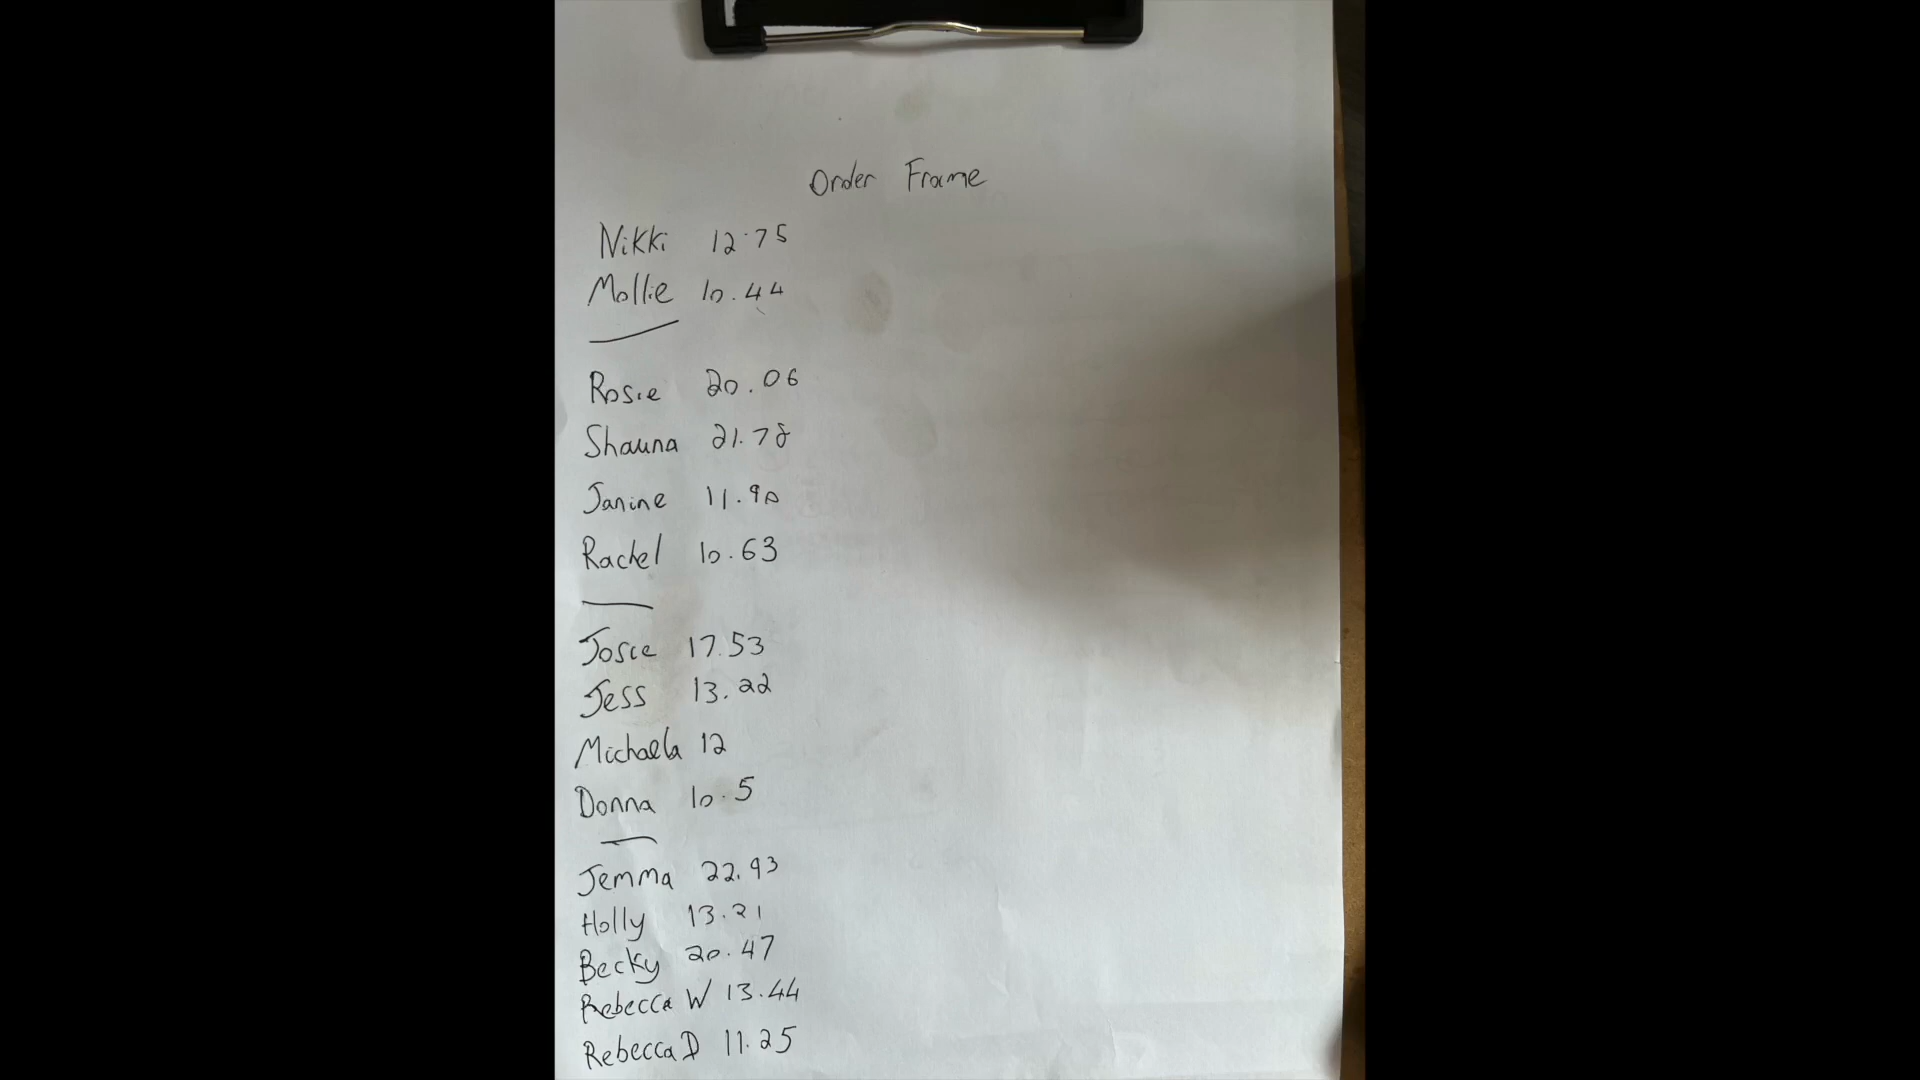 Order Frame
Nikki 12.75
Mollie 10.44
Rosie 20.06
Shauna 21.78
Janine 11.90
Rachel 10.63
Josie 17.53
Jess 13.22
Michaela 12
Donna 10.5
Jemma 22.93
Holly 13.21
Becky 20.47
Rebecca W 13.44
Rebecca D 11.25